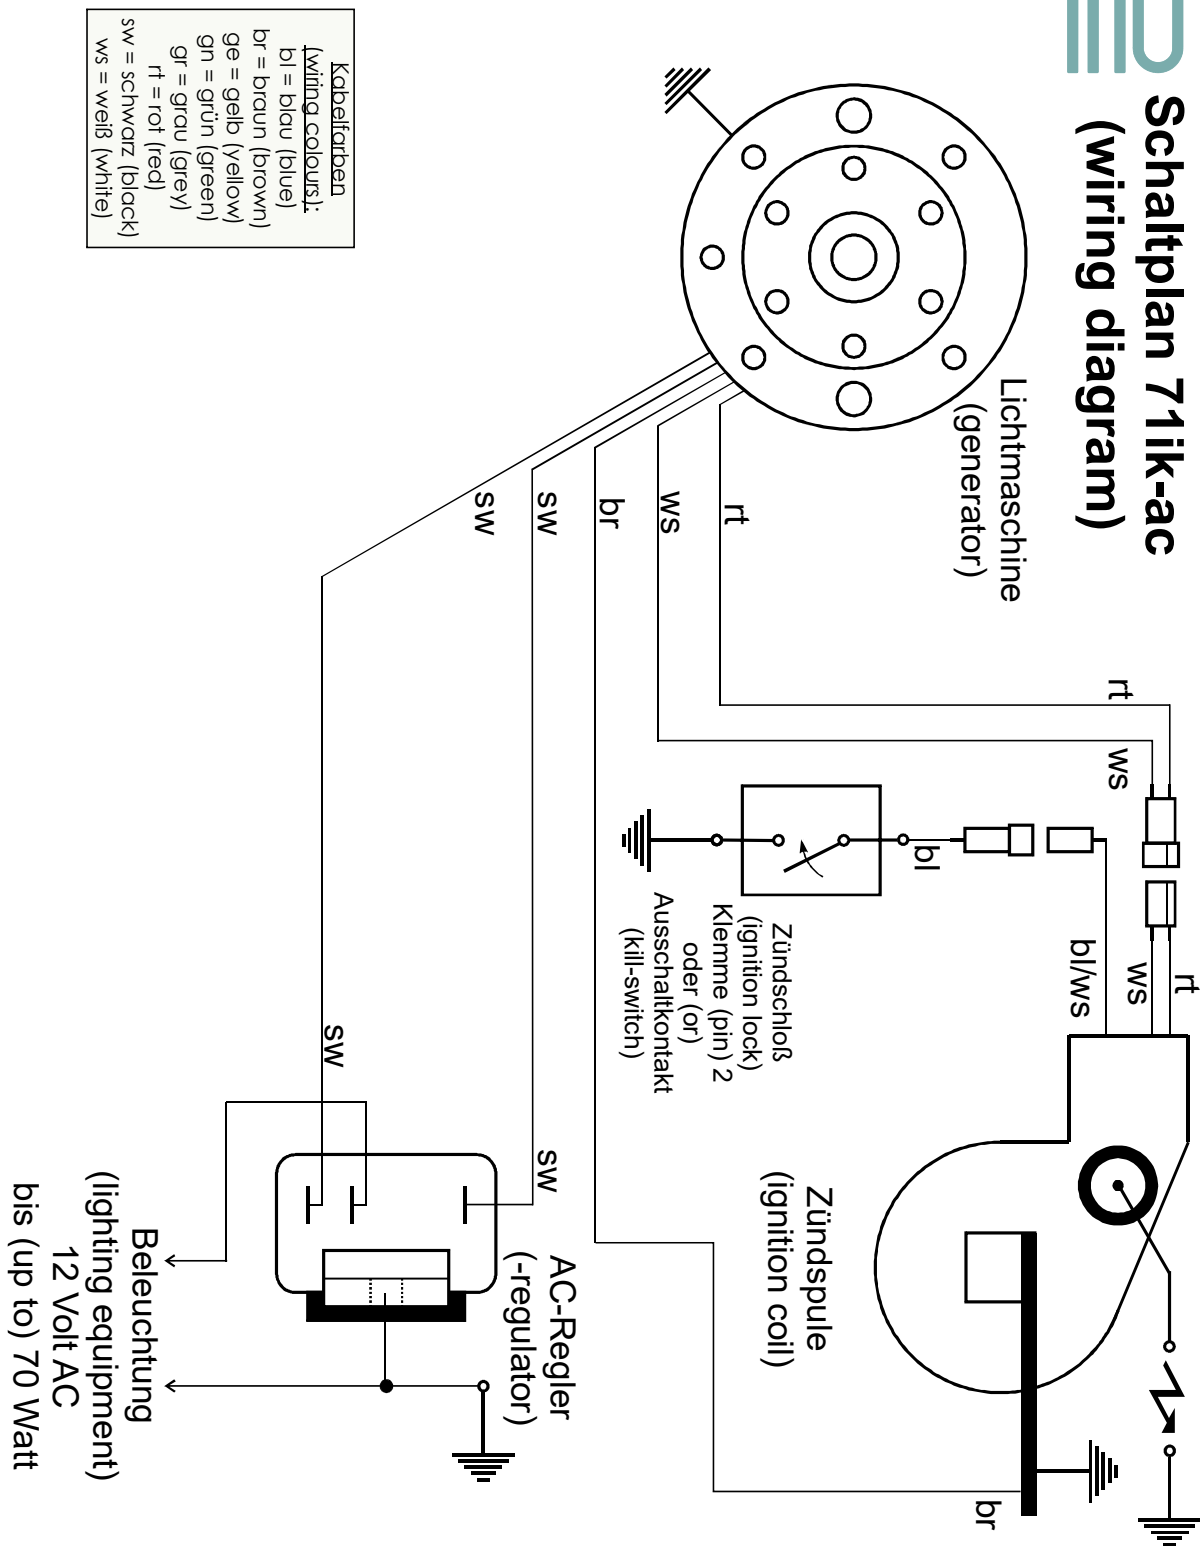 Schaltplan 71ik-ac
(wiring diagram)
Lichtmaschine
(generator)
rt
ws
br
sw
sw
rt
ws
rt
ws
bl/ws
bl
Zündschloß
(ignition lock)
Klemme (pin) 2
oder (or)
Ausschaltkontakt
(kill-switch)
Zündspule
(ignition coil)
br
sw
sw
AC-Regler
(-regulator)
Beleuchtung
(lighting equipment)
12 Volt AC
bis (up to) 70 Watt
Kabelfarben
(wiring colours):
bl = blau (blue)
br = braun (brown)
ge = gelb (yellow)
gn = grün (green)
gr = grau (grey)
rt = rot (red)
sw = schwarz (black)
ws = weiß (white)